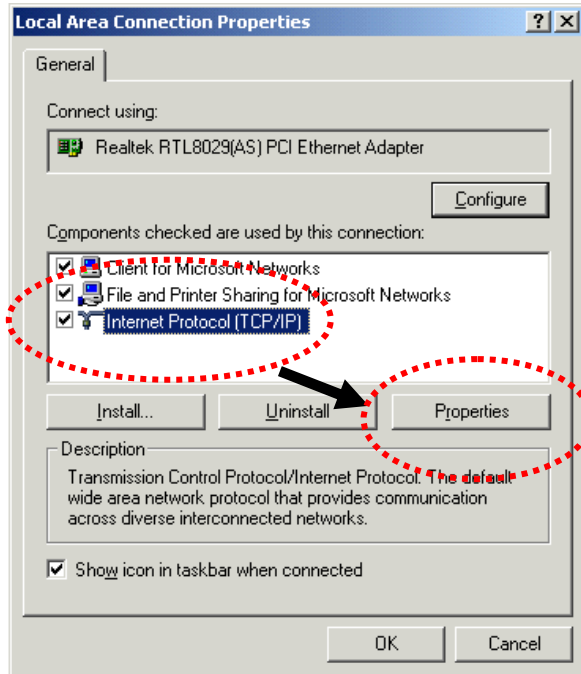 Local Area Connection Properties
General
Connect using:
Realtek RTL8029(AS) PCI Ethernet Adapter
Configure
Components checked are used by this connection:
Client for Microsoft Networks
File and Printer Sharing for Microsoft Networks
Internet Protocol (TCP/IP)
Install...
Uninstall
Properties
Description
Transmission Control Protocol/Internet Protocol. The default
wide area network protocol that provides communication
across diverse interconnected networks.
Show icon in taskbar when connected
OK
Cancel